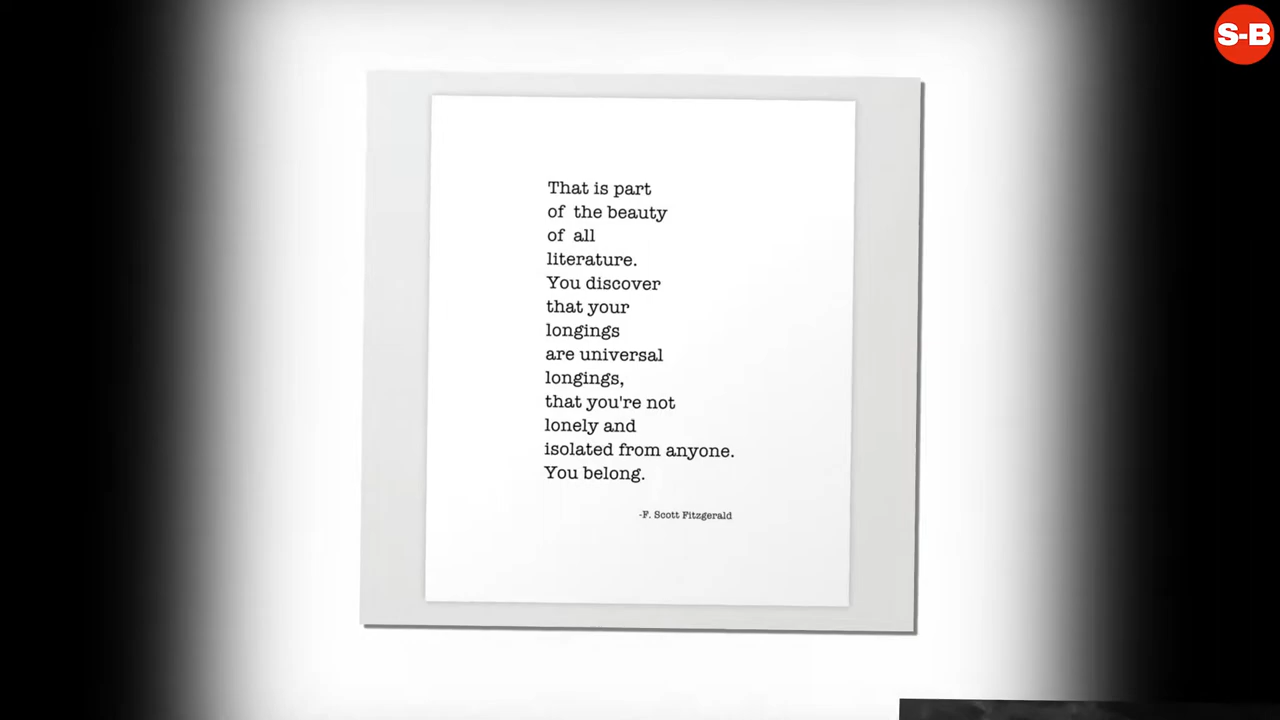 S-B
That is part
of the beauty
of all
literature.
You discover
that your
longings
are universal
longings,
that you're not
lonely and
isolated from anyone.
You belong.
-F. Scott Fitzgerald